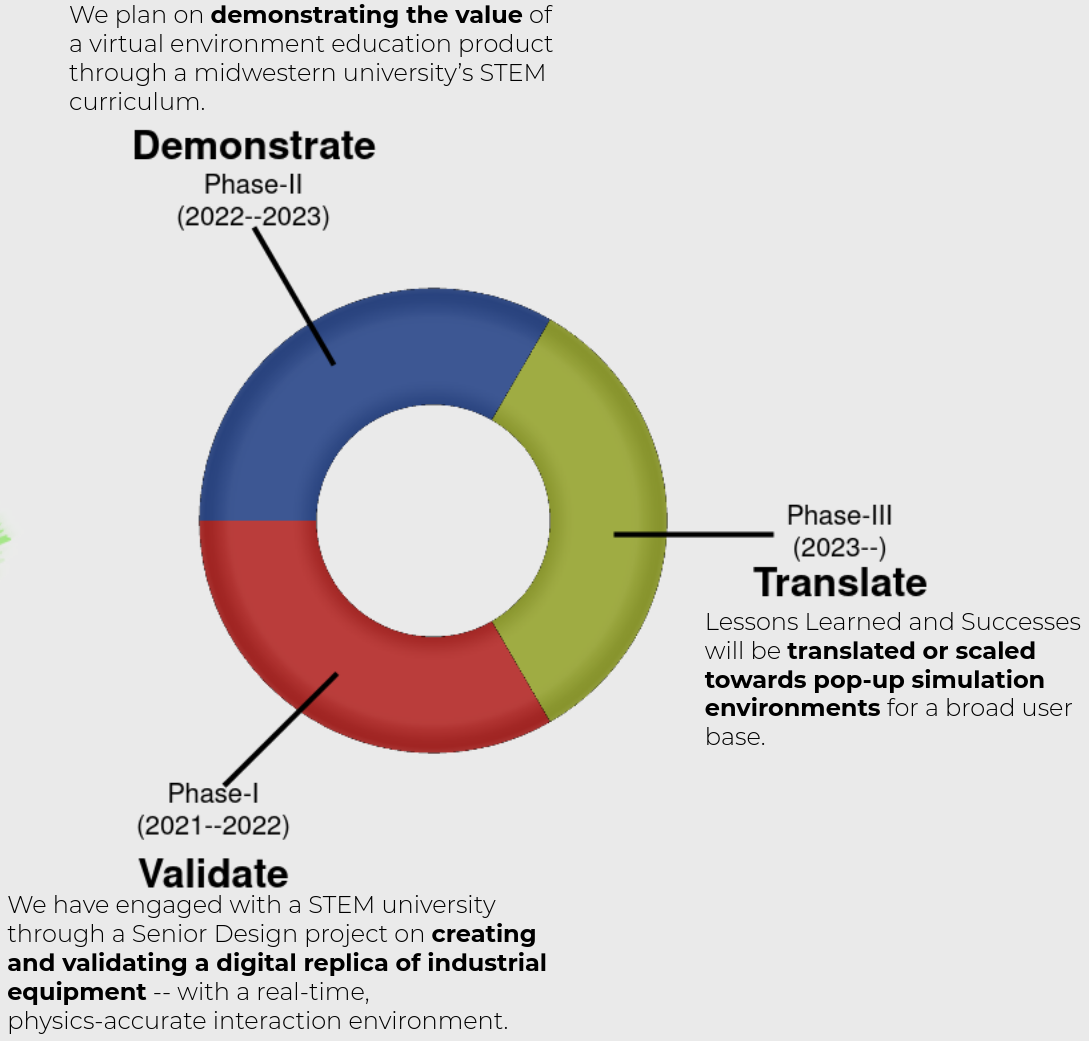 We plan on demonstrating the value of
a virtual environment education product
through a midwestern university's STEM
curriculum.
Demonstrate
Phase-II
(2022--2023)
Phase-III
(2023--)
Translate
Lessons Learned and Successes
will be translated or scaled
towards pop-up simulation
environments for a broad user
base.
Phase-I
(2021--2022)
Validate
We have engaged with a STEM university
through a Senior Design project on creating
and validating a digital replica of industrial
equipment -- with a real-time,
physics-accurate interaction environment.